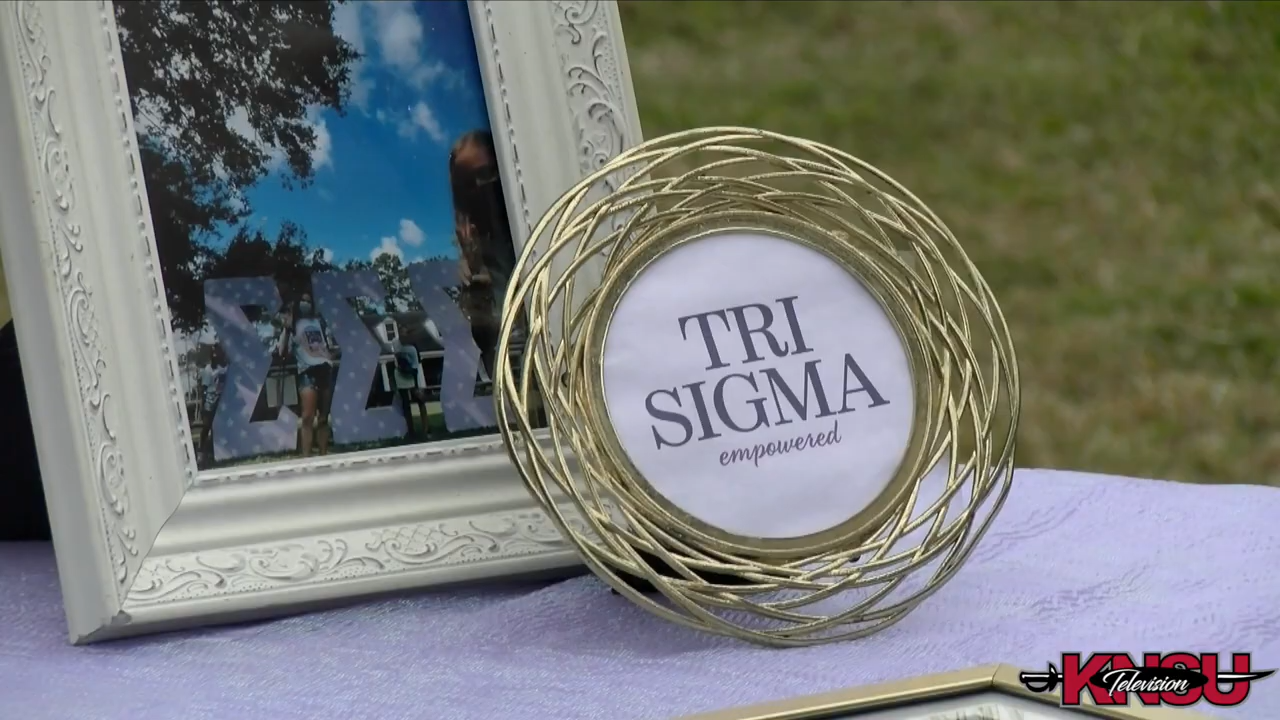 TRI
SIGMA
empowered
ΣΣΣ
KNSU
Television